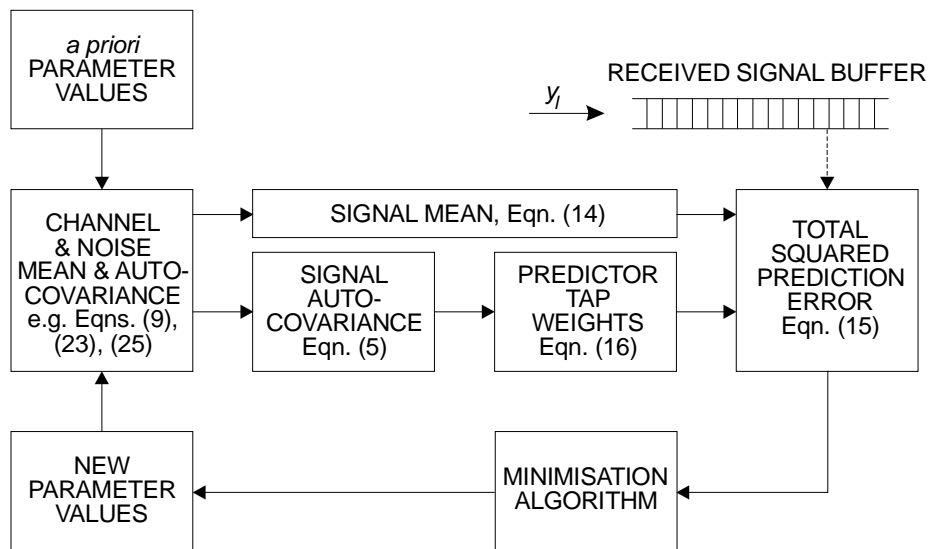 a priori
PARAMETER
VALUES
RECEIVED SIGNAL BUFFER
y_l
CHANNEL
& NOISE
MEAN & AUTO-
COVARIANCE
e.g. Eqns. (9),
(23), (25)
SIGNAL MEAN, Eqn. (14)
SIGNAL
AUTO-
COVARIANCE
Eqn. (5)
PREDICTOR
TAP
WEIGHTS
Eqn. (16)
TOTAL
SQUARED
PREDICTION
ERROR
Eqn. (15)
NEW
PARAMETER
VALUES
MINIMISATION
ALGORITHM